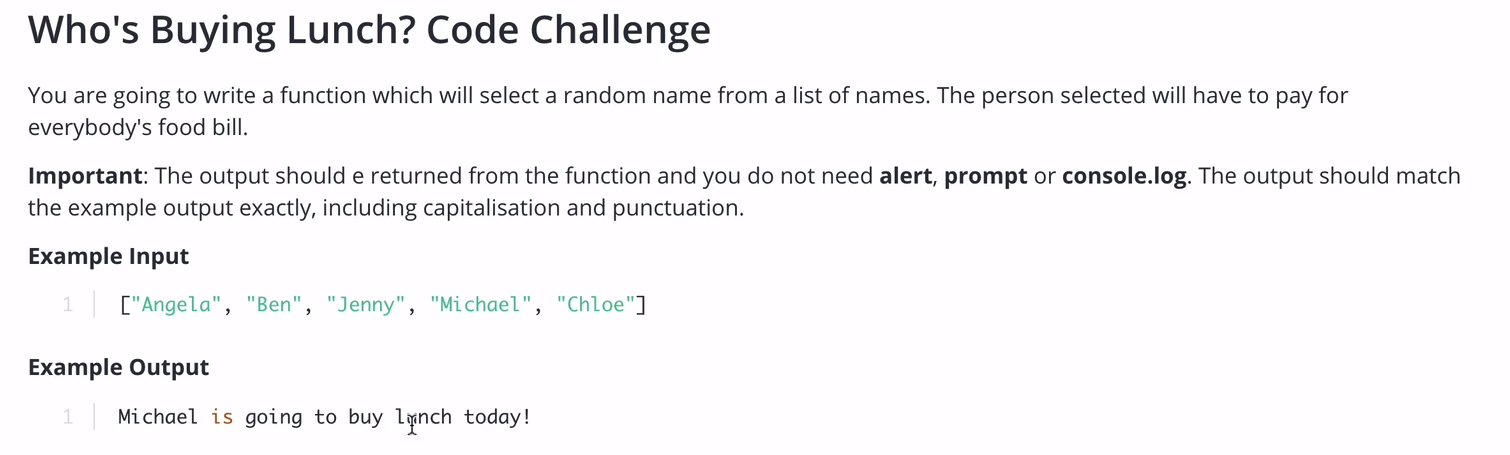 Who's Buying Lunch? Code Challenge
You are going to write a function which will select a random name from a list of names. The person selected will have to pay for
everybody's food bill.
Important: The output should e returned from the function and you do not need alert, prompt or console.log. The output should match
the example output exactly, including capitalisation and punctuation.
Example Input
1 ["Angela", "Ben", "Jenny", "Michael", "Chloe"]
Example Output
1 Michael is going to buy lunch today!